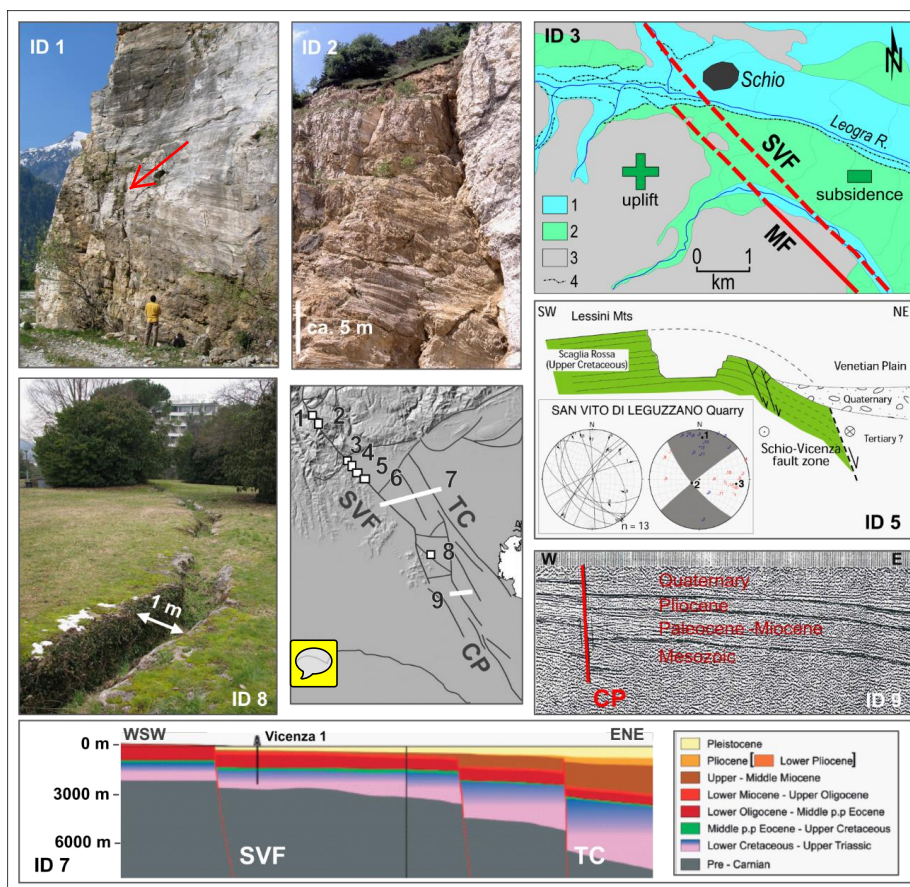 ID 1
ID 2
ca. 5 m
ID 3
N
Schio
Leogra R.
SVF
uplift
subsidence
MF
1
2
3
4
0 1
km
SW
NE
Lessini Mts
Scaglia Rossa
(Upper Cretaceous)
Venetian Plain
Quaternary
SAN VITO DI LEGUZZANO Quarry
N
N
1
2
3
n = 13
Schio-Vicenza
fault zone
Tertiary ?
ID 5
1 m
ID 8
1
2
3
4
5
6
7
SVF
TC
8
9
CP
W
E
Quaternary
Pliocene
Paleocene -Miocene
Mesozoic
CP
ID 9
WSW
ENE
0 m
Vicenza 1
3000 m
6000 m
SVF
TC
ID 7
Pleistocene
Pliocene [ Lower Pliocene ]
Upper - Middle Miocene
Lower Miocene - Upper Oligocene
Lower Oligocene - Middle p.p Eocene
Middle p.p Eocene - Upper Cretaceous
Lower Cretaceous - Upper Triassic
Pre - Carnian